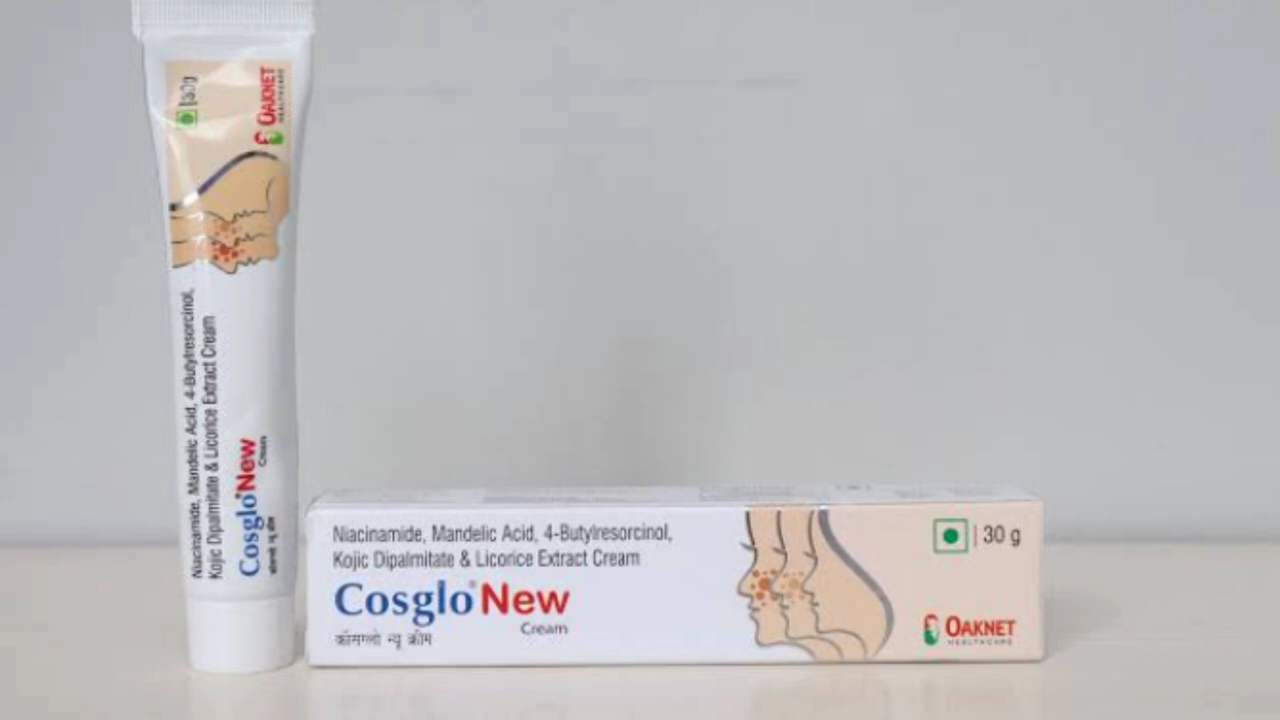 30g
OAKNET
HEALTHCARE
Niacinamide, Mandelic Acid, 4-Butylresorcinol,
Kojic Dipalmitate & Licorice Extract Cream
Cosglo® New
Cream
कॉसग्लो न्यू क्रीम
Niacinamide, Mandelic Acid, 4-Butylresorcinol,
Kojic Dipalmitate & Licorice Extract Cream
Cosglo® New
Cream
कॉसग्लो न्यू क्रीम
30 g
OAKNET
HEALTHCARE